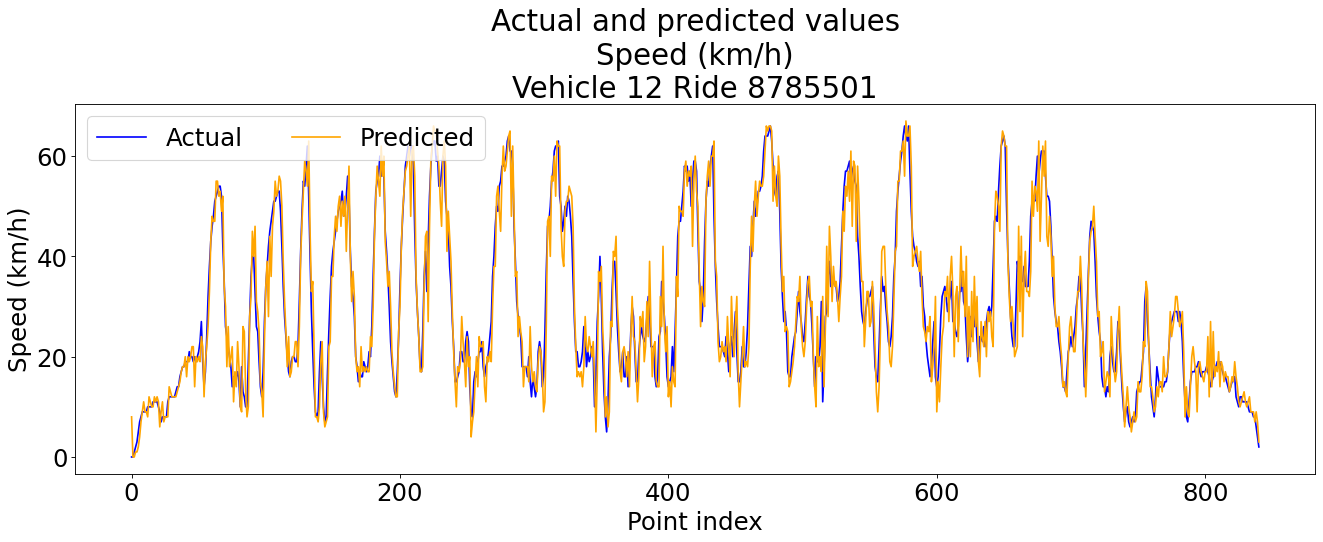 Actual and predicted values
Speed (km/h)
Vehicle 12 Ride 8785501
Actual
Predicted
60
40
20
0
Speed (km/h)
0
200
400
600
800
Point index